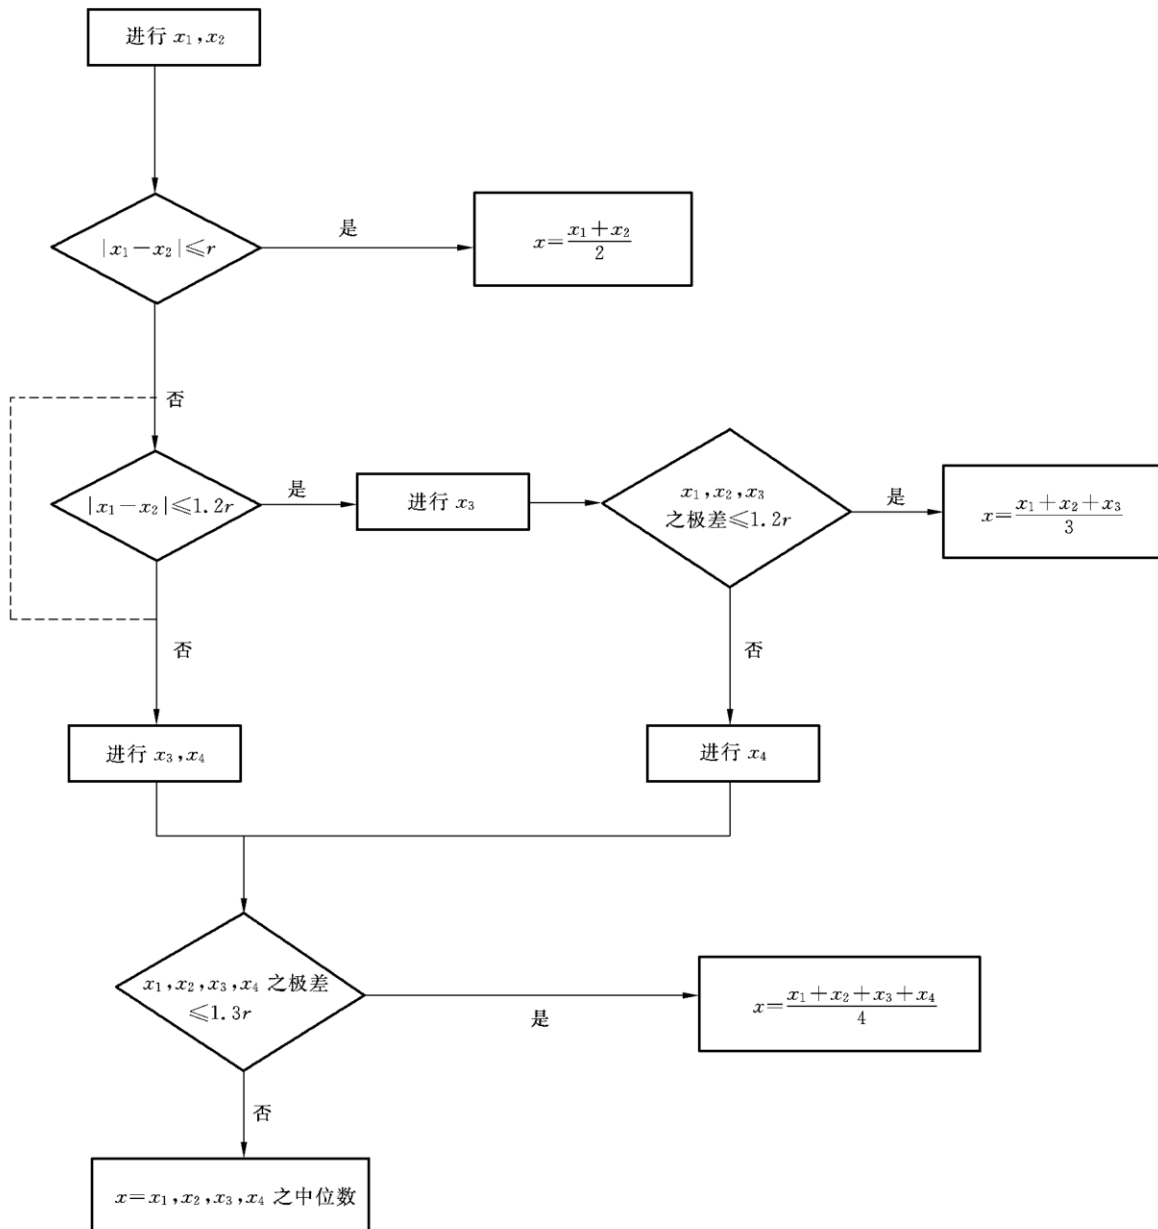 进行 x₁,x₂
|x₁-x₂|≤r
是
x=\frac{x₁+x₂}{2}
否
|x₁-x₂|≤1.2r
是
进行 x₃
x₁,x₂,x₃
之极差≤1.2r
是
x=\frac{x₁+x₂+x₃}{3}
否
否
进行 x₃,x₄
进行 x₄
x₁,x₂,x₃,x₄ 之极差
≤1.3r
是
x=\frac{x₁+x₂+x₃+x₄}{4}
否
x=x₁,x₂,x₃,x₄ 之中位数